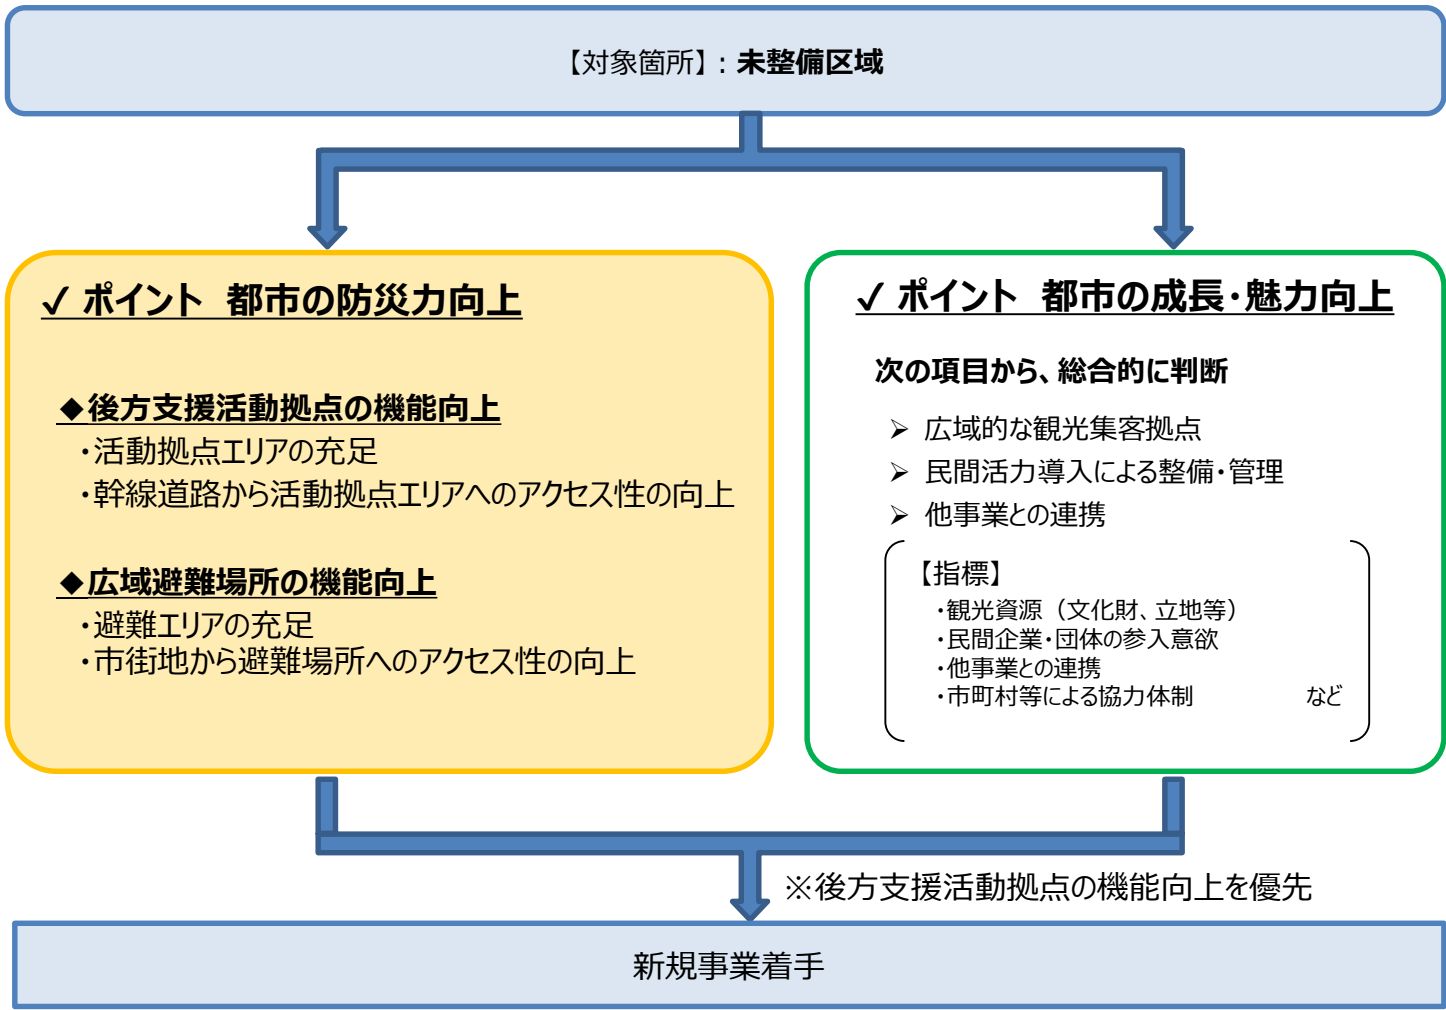 【対象箇所】：未整備区域
✓ ポイント 都市の防災力向上
◆後方支援活動拠点の機能向上
・活動拠点エリアの充足
・幹線道路から活動拠点エリアへのアクセス性の向上
◆広域避難場所の機能向上
・避難エリアの充足
・市街地から避難場所へのアクセス性の向上
✓ ポイント 都市の成長・魅力向上
次の項目から、総合的に判断
➢ 広域的な観光集客拠点
➢ 民間活力導入による整備・管理
➢ 他事業との連携
【指標】
・観光資源（文化財、立地等）
・民間企業・団体の参入意欲
・他事業との連携
・市町村等による協力体制 など
※後方支援活動拠点の機能向上を優先
新規事業着手